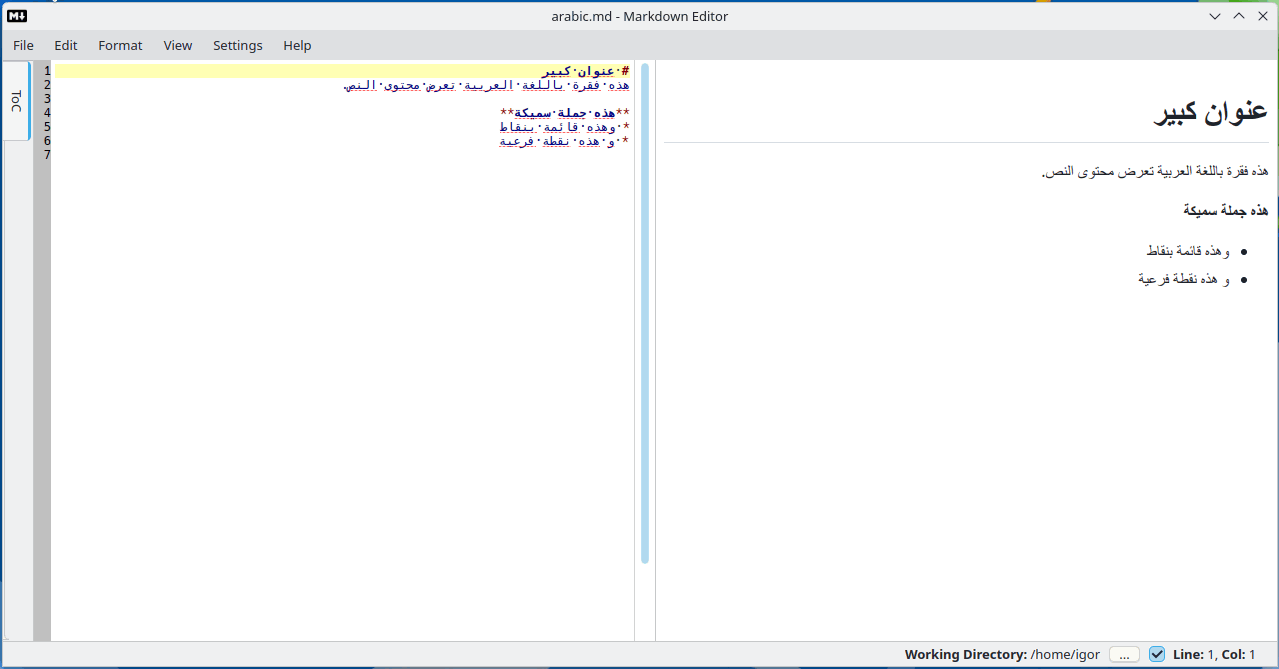 M↓
arabic.md - Markdown Editor
File Edit Format View Settings Help
ToC
1 # عنوان كبير
2 هذه فقرة باللغة العربية تعرض محتوى النص.
3
4 **هذه جملة سميكة**
5 * وهذه قائمة بنقاط
6 * و هذه نقطة فرعية
7
عنوان كبير
هذه فقرة باللغة العربية تعرض محتوى النص.
هذه جملة سميكة
• وهذه قائمة بنقاط
• و هذه نقطة فرعية
Working Directory: /home/igor ... Line: 1, Col: 1